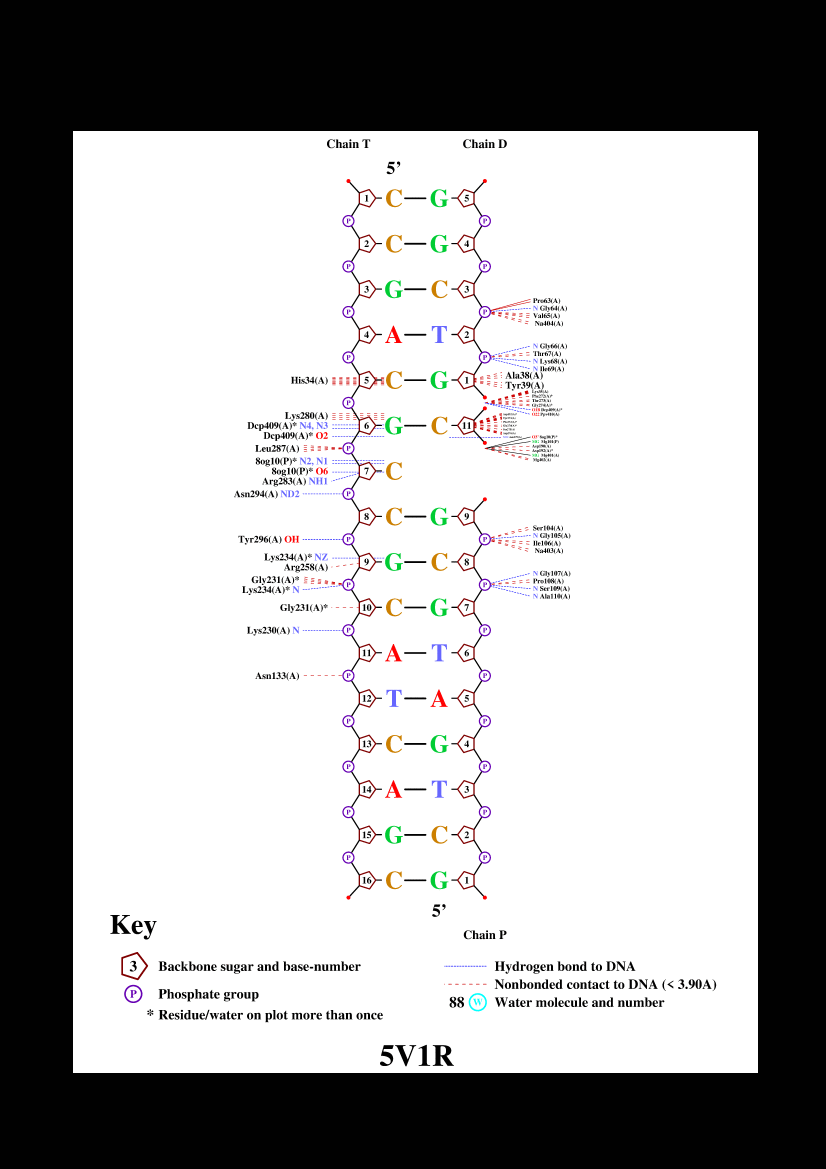 Chain T Chain D
5’
1 C G 5
P P
2 C G 4
P P
3 G C 3
Pro63(A)
P P N Gly64(A)
Val65(A)
Na404(A)
4 A T 2
N Gly66(A)
P P Thr67(A)
N Lys68(A)
N Ile69(A)
His34(A) 5 C G 1 Ala38(A)
Tyr39(A)
P
Lys280(A)
Dcp409(A)* N4, N3 6 G C 11
Dcp409(A)* O2
Leu287(A) P
8og10(P)* N2, N1
8og10(P)* O6 7 C
Arg283(A) NH1
Asn294(A) ND2 P
8 C G 9
Ser104(A)
N Gly105(A)
Tyr296(A) OH P P Ile106(A)
Na403(A)
Lys234(A)* NZ 9 G C 8
Arg258(A)
N Gly107(A)
Gly231(A)* P P Pro108(A)
Lys234(A)* N N Ser109(A)
N Ala110(A)
Gly231(A)* 10 C G 7
Lys230(A) N P P
11 A T 6
Asn133(A) P P
12 T A 5
P P
13 C G 4
P P
14 A T 3
P P
15 G C 2
P P
16 C G 1
5’
Chain P
Key
3 Backbone sugar and base-number
P Phosphate group
* Residue/water on plot more than once
Hydrogen bond to DNA
Nonbonded contact to DNA (< 3.90A)
88 W Water molecule and number
5V1R